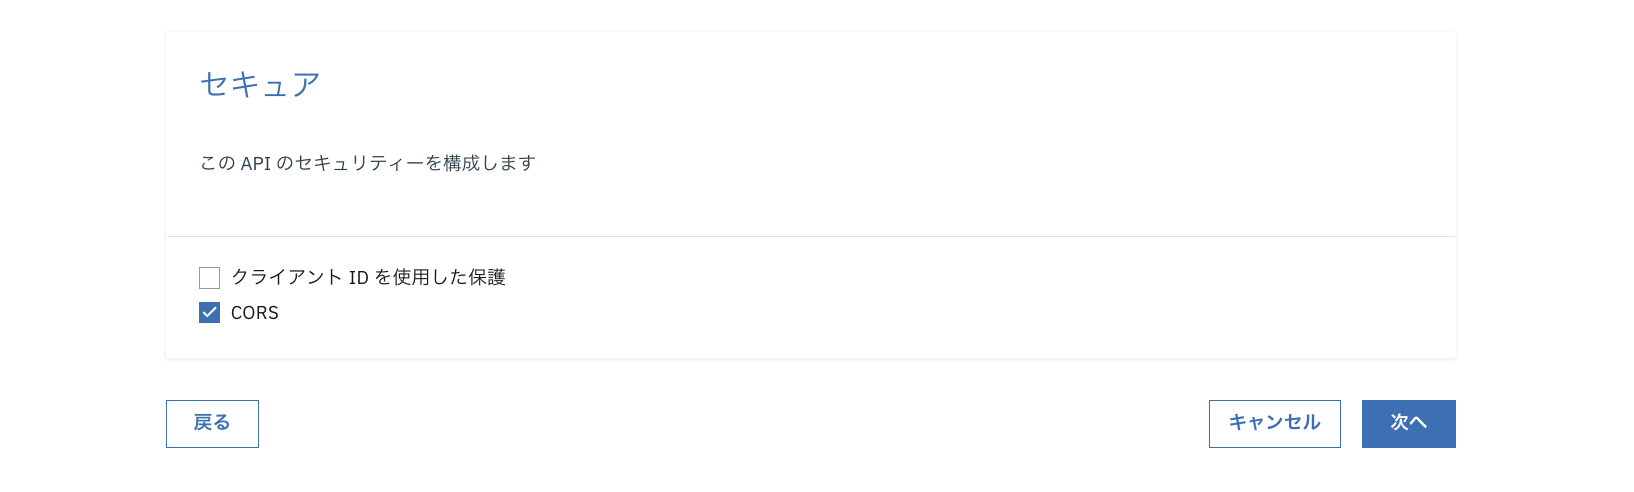 セキュア
この API のセキュリティーを構成します
クライアント ID を使用した保護
CORS
戻る
キャンセル
次へ